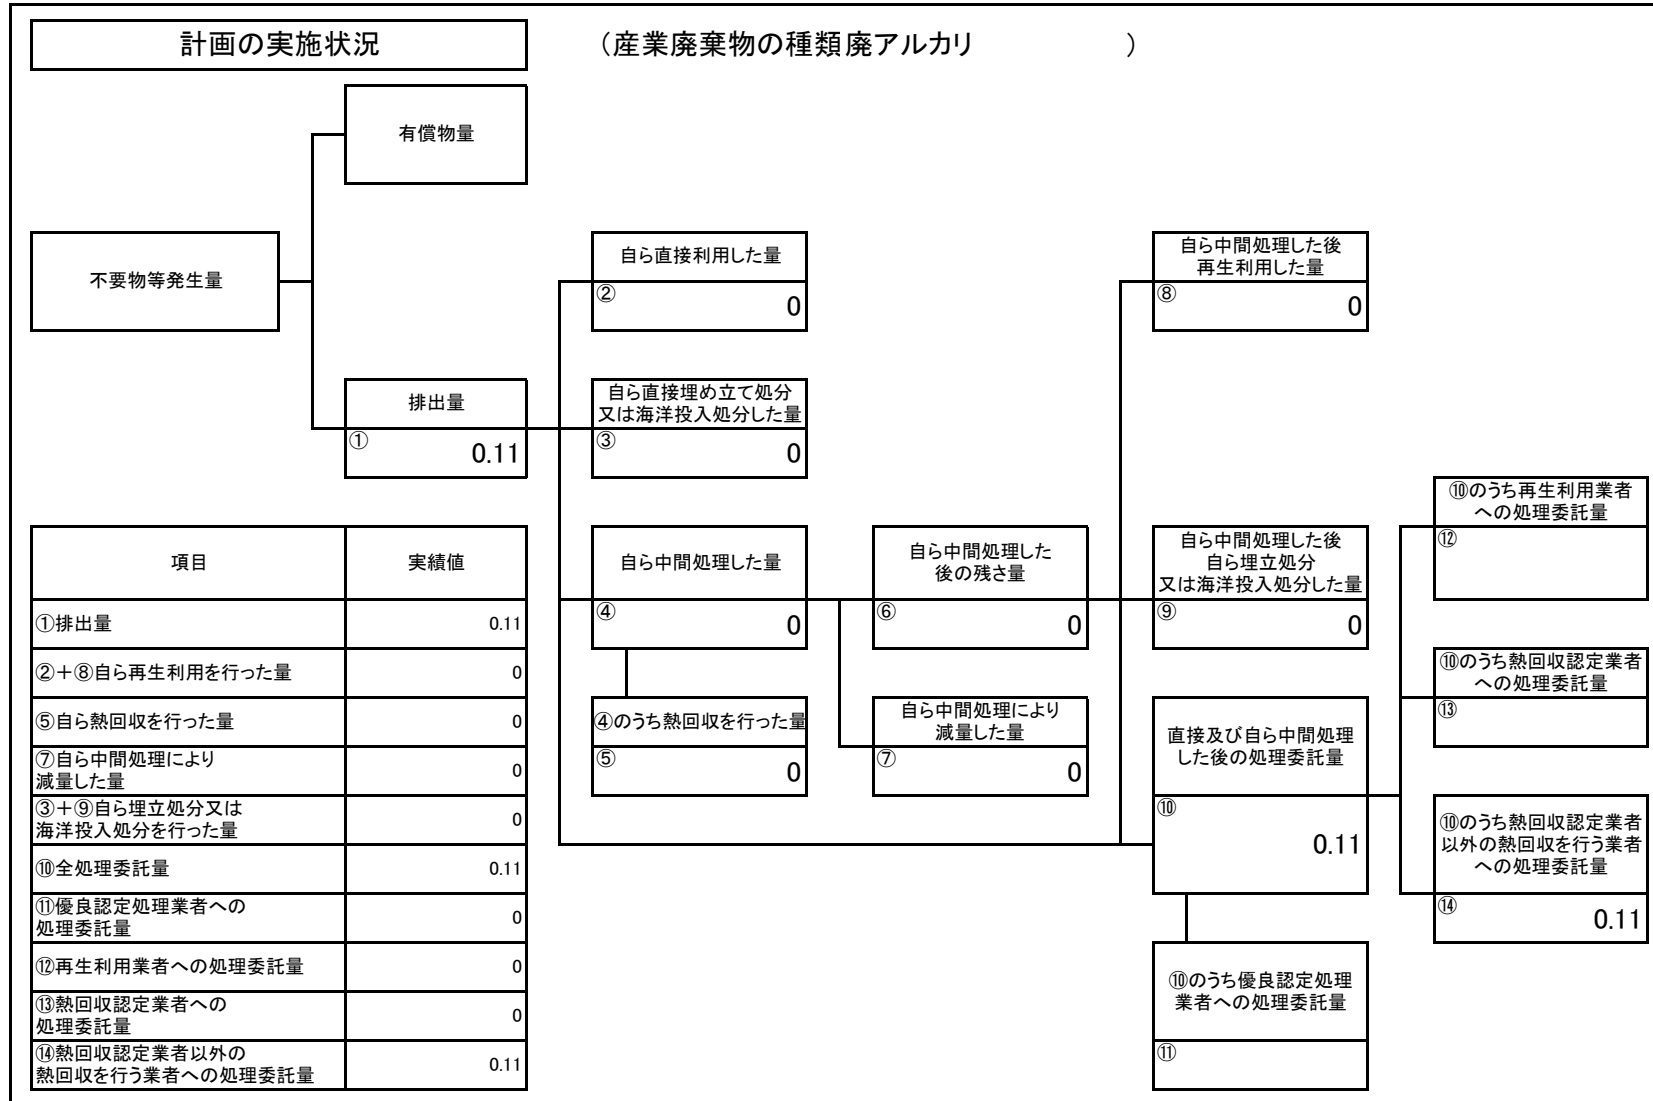 計画の実施状況
（産業廃棄物の種類廃アルカリ　　　　　）
有償物量
不要物等発生量
自ら直接利用した量
②
0
自ら中間処理した後
再生利用した量
⑧
0
排出量
①
0.11
自ら直接埋め立て処分
又は海洋投入処分した量
③
0
⑩のうち再生利用業者
への処理委託量
⑫
自ら中間処理した量
④
0
自ら中間処理した
後の残さ量
⑥
0
自ら中間処理した後
自ら埋立処分
又は海洋投入処分した量
⑨
0
⑩のうち熱回収認定業者
への処理委託量
⑬
④のうち熱回収を行った量
⑤
0
自ら中間処理により
減量した量
⑦
0
直接及び自ら中間処理
した後の処理委託量
⑩
0.11
⑩のうち熱回収認定業者
以外の熱回収を行う業者
への処理委託量
⑭
0.11
⑩のうち優良認定処理
業者への処理委託量
⑪
項目 実績値
①排出量 0.11
②＋⑧自ら再生利用を行った量 0
⑤自ら熱回収を行った量 0
⑦自ら中間処理により
減量した量 0
③＋⑨自ら埋立処分又は
海洋投入処分を行った量 0
⑩全処理委託量 0.11
⑪優良認定処理業者への
処理委託量 0
⑫再生利用業者への処理委託量 0
⑬熱回収認定業者への
処理委託量 0
⑭熱回収認定業者以外の
熱回収を行う業者への処理委託量 0.11